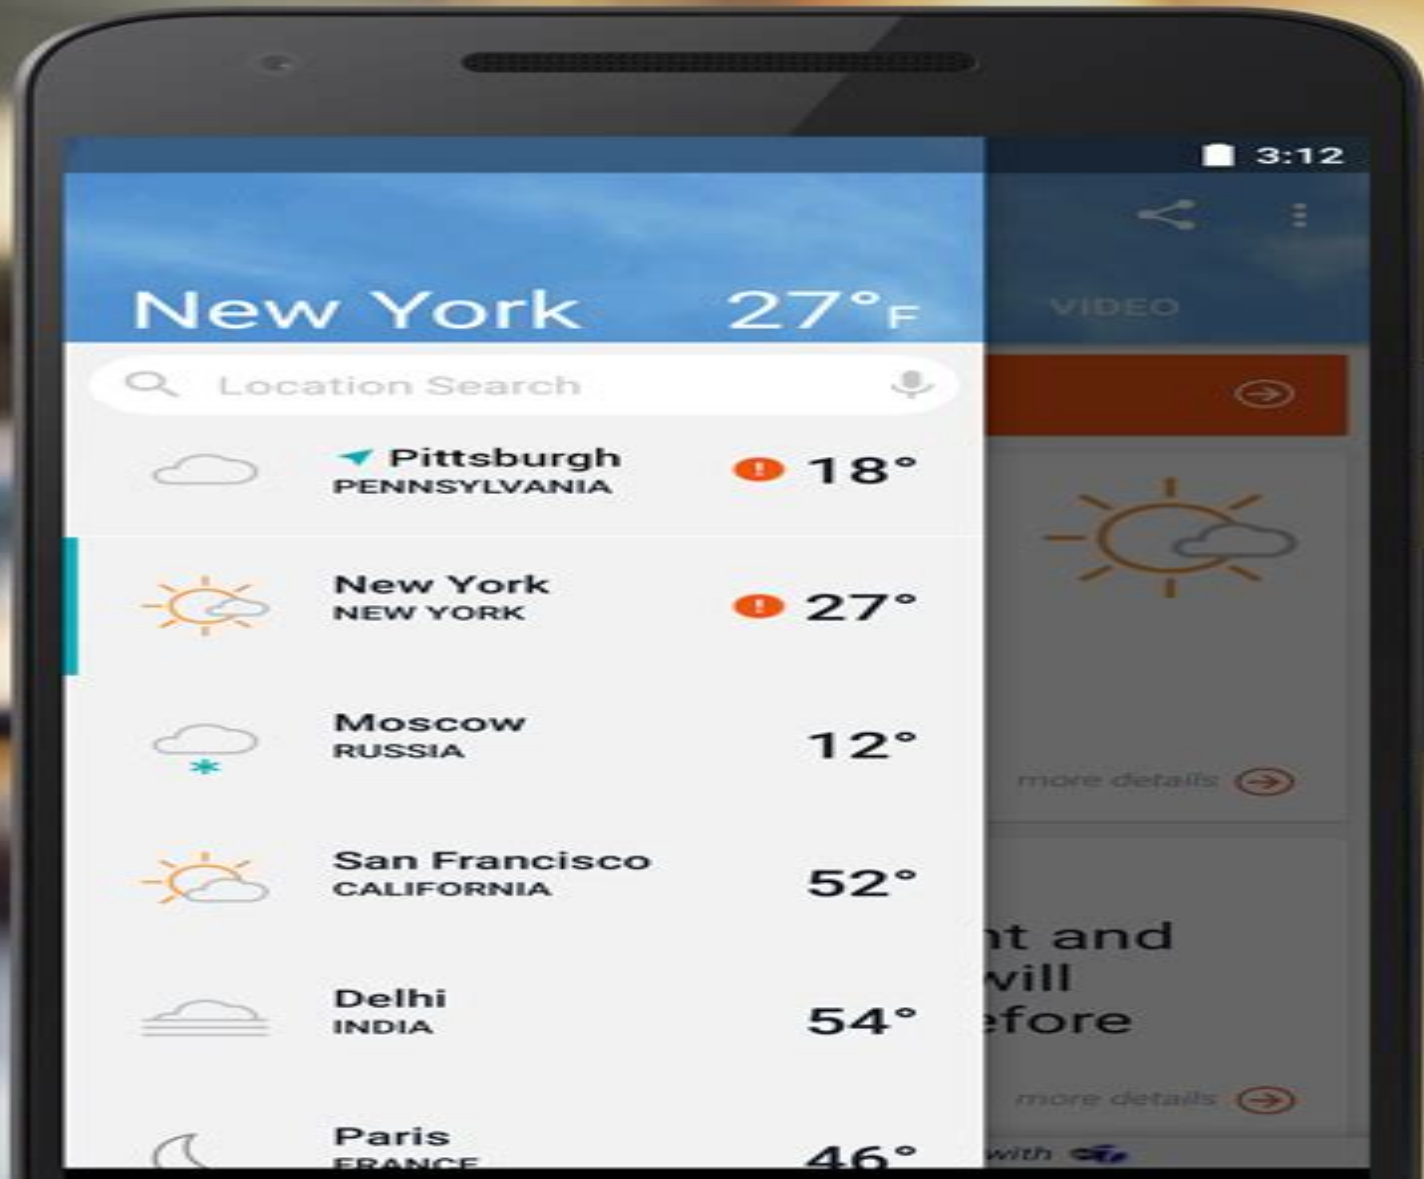 3:12
New York 27°F
VIDEO
Location Search
Pittsburgh 18°
PENNSYLVANIA
New York 27°
NEW YORK
Moscow 12°
RUSSIA
more details
San Francisco 52°
CALIFORNIA
nt and
will
efore
Delhi 54°
INDIA
more details
Paris 46°
FRANCE
with